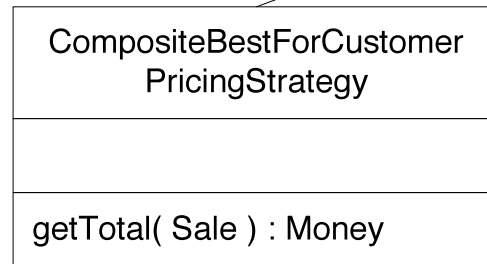 CompositeBestForCustomer
PricingStrategy
getTotal( Sale ) : Money